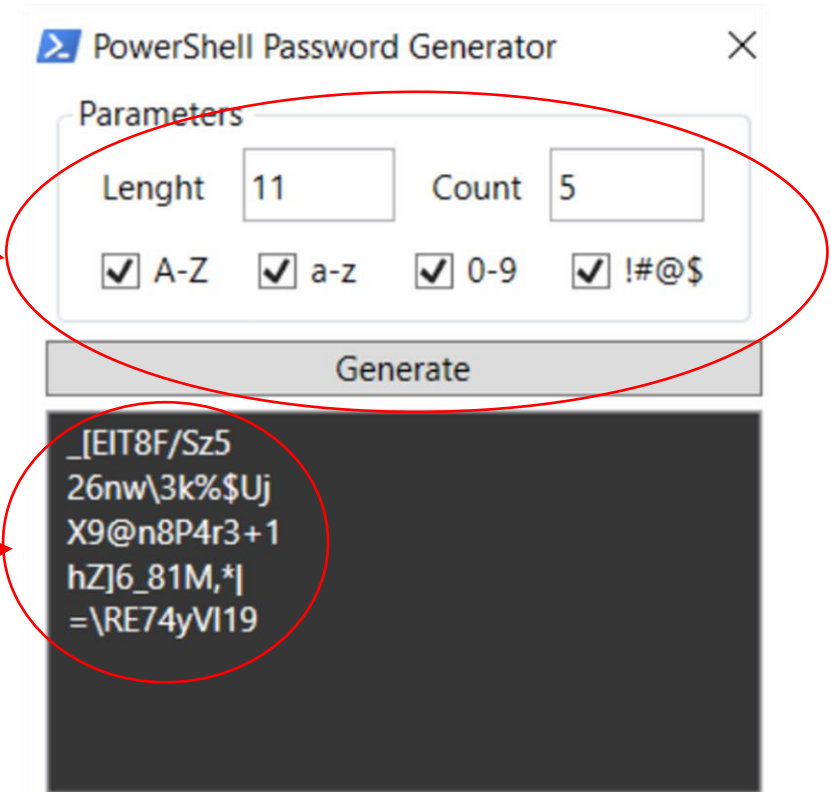 PowerShell Password Generator
Parameters
Lenght 11 Count 5
A-Z a-z 0-9 !#@$
Generate
_[EIT8F/Sz5
26nw\3k%$Uj
X9@n8P4r3+1
hZ]6_81M,*|
=\RE74yVl19